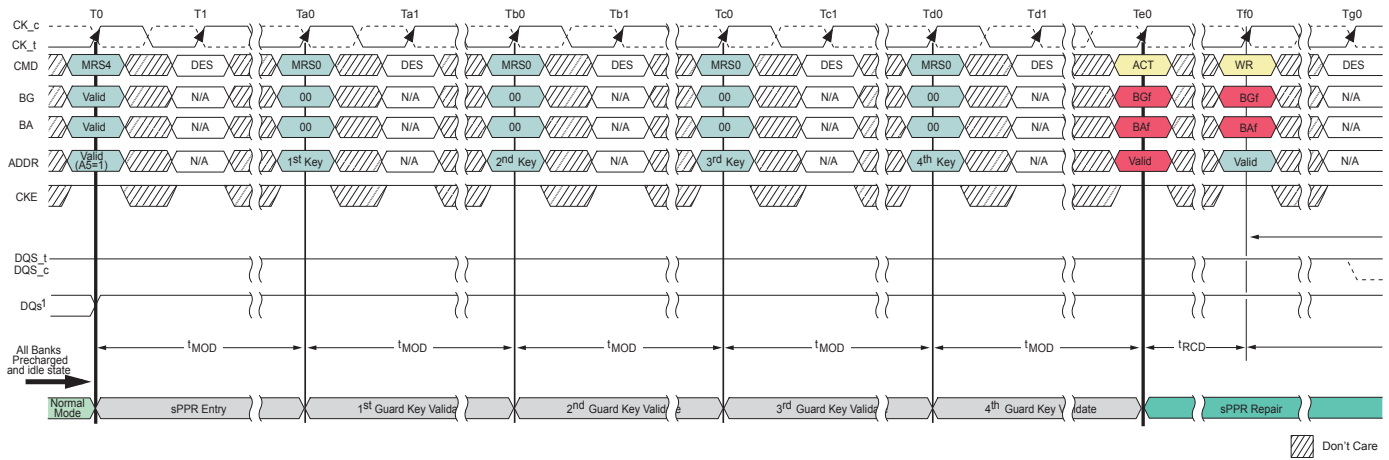 T0 T1 Ta0 Ta1 Tb0 Tb1 Tc0 Tc1 Td0 Td1 Te0 Tf0 Tg0
CK_c
CK_t
CMD MRS4 DES MRS0 DES MRS0 DES MRS0 DES MRS0 DES ACT WR DES
BG Valid N/A 00 N/A 00 N/A 00 N/A 00 N/A BGf BGf N/A
BA Valid N/A 00 N/A 00 N/A 00 N/A 00 N/A BAf BAf N/A
ADDR Valid (A5=1) N/A 1st Key N/A 2nd Key N/A 3rd Key N/A 4th Key N/A Valid Valid N/A
CKE
DQS_t
DQS_c
DQs1
All Banks
Precharged
and idle state
tMOD tMOD tMOD tMOD tMOD tRCD
Normal
Mode
sPPR Entry 1st Guard Key Valida 2nd Guard Key Valid e 3rd Guard Key Valida 4th Guard Key V idate sPPR Repair
Don't Care